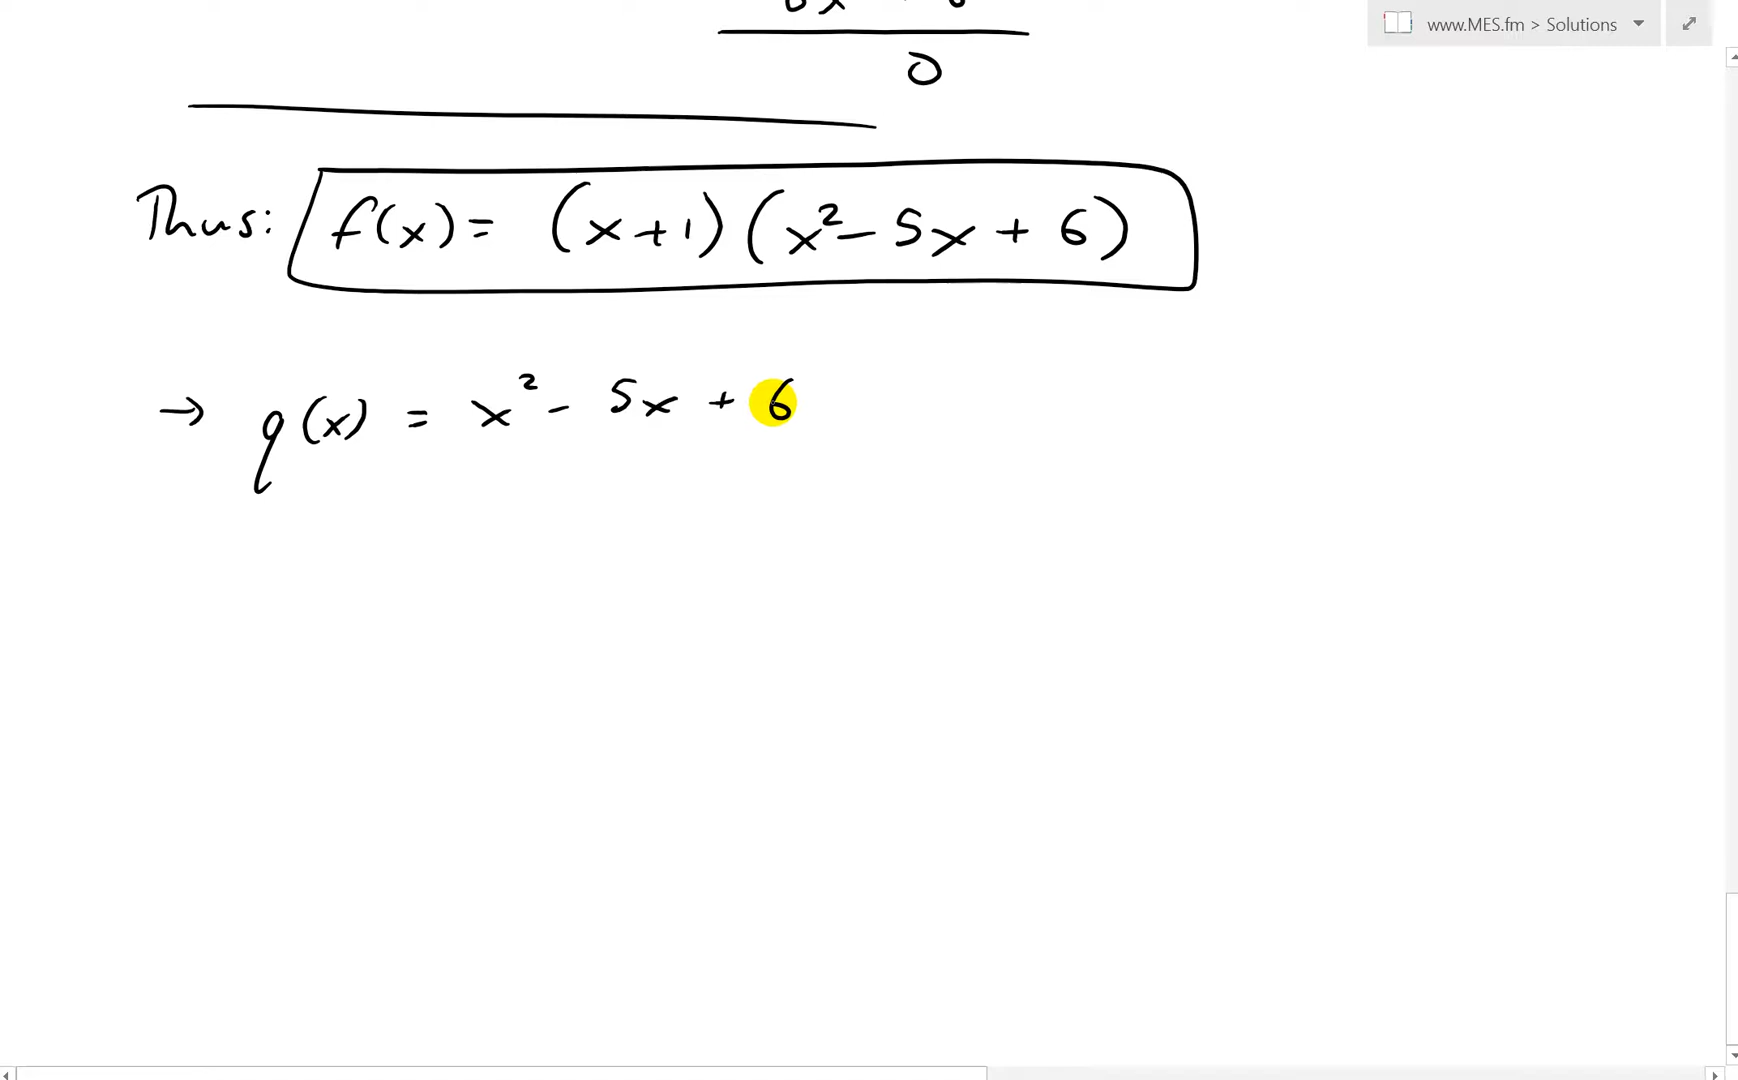 www.MES.fm > Solutions
0
Thus: f(x) = (x+1)(x² - 5x + 6)
→ q(x) = x² - 5x + 6